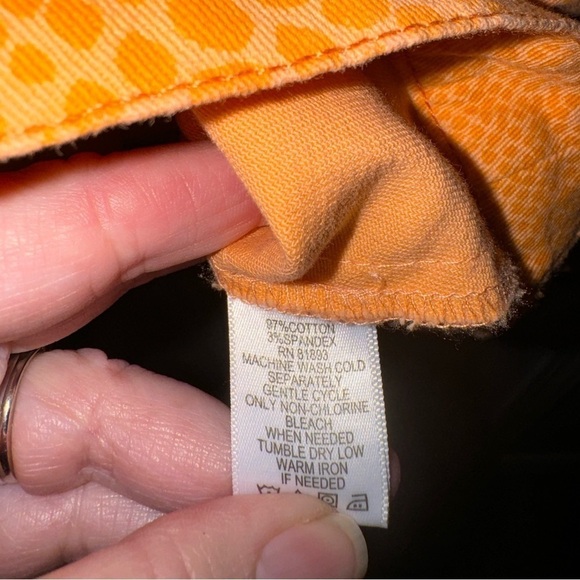 97%COTTON
3%SPANDEX
RN 81893
MACHINE WASH COLD
SEPARATELY
GENTLE CYCLE
ONLY NON-CHLORINE
BLEACH
WHEN NEEDED
TUMBLE DRY LOW
WARM IRON
IF NEEDED